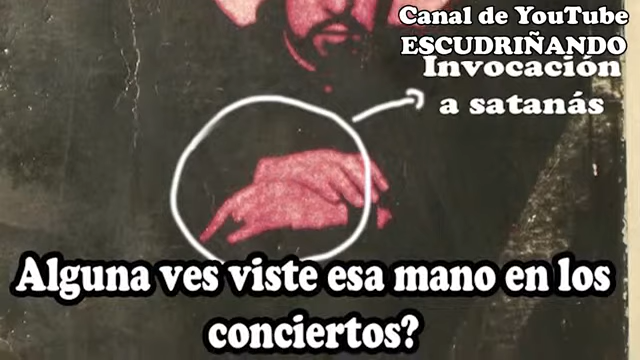 Canal de YouTube
ESCUDRIÑANDO
Invocación
a satanás
Alguna ves viste esa mano en los
conciertos?